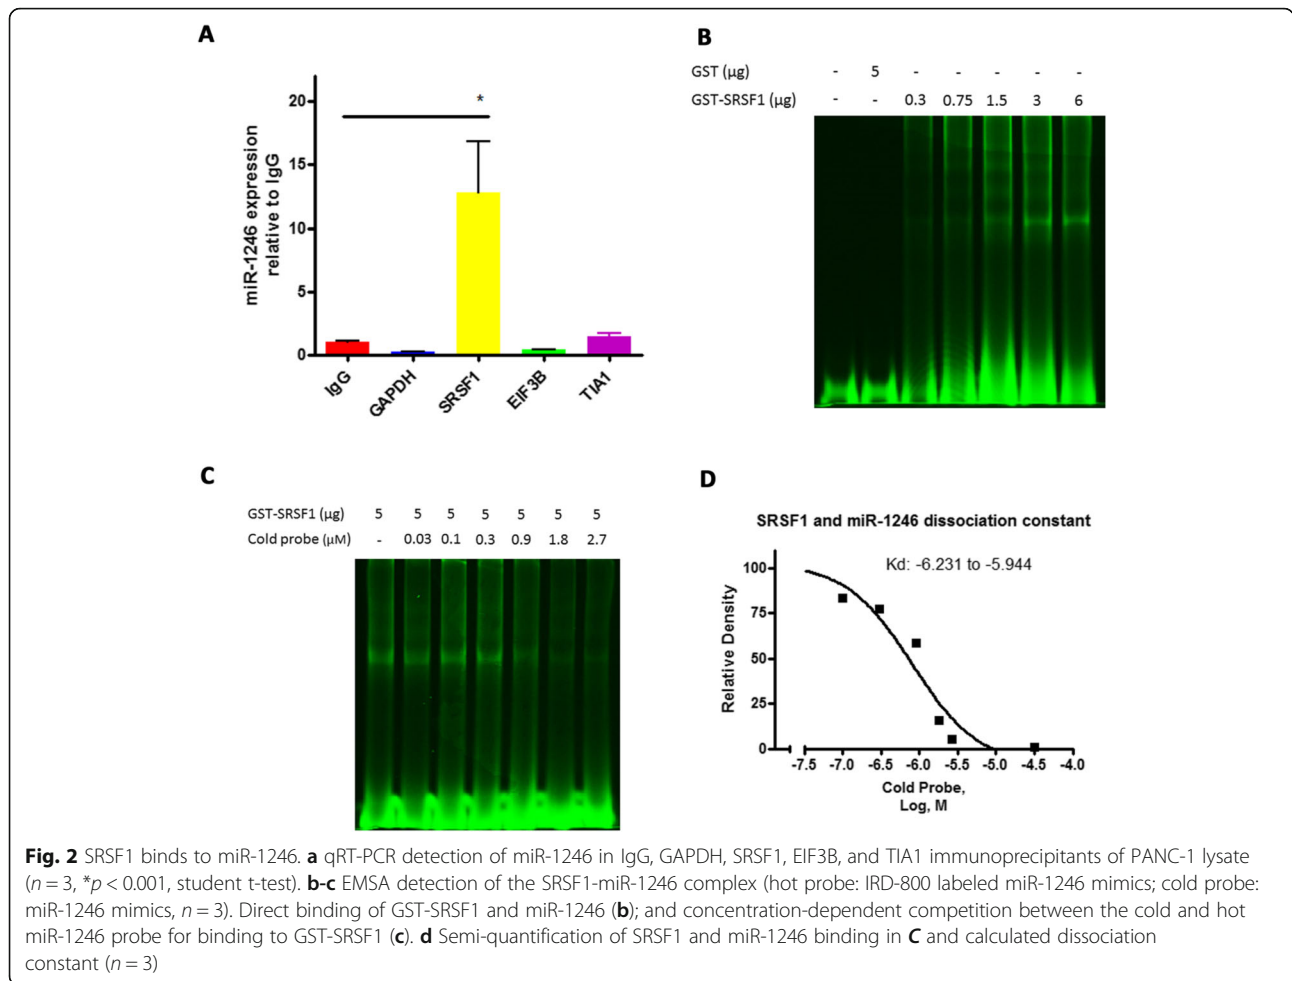 A
miR-1246 expression
relative to IgG
20
15
10
5
0
*
IgG
GAPDH
SRSF1
EIF3B
TIA1
B
GST (µg) - 5 - - - - -
GST-SRSF1 (µg) - - 0.3 0.75 1.5 3 6
C
GST-SRSF1 (µg) 5 5 5 5 5 5 5
Cold probe (µM) - 0.03 0.1 0.3 0.9 1.8 2.7
D
SRSF1 and miR-1246 dissociation constant
Kd: -6.231 to -5.944
Relative Density
100
75
50
25
0
-7.5 -7.0 -6.5 -6.0 -5.5 -5.0 -4.5 -4.0
Cold Probe,
Log, M
Fig. 2 SRSF1 binds to miR-1246. a qRT-PCR detection of miR-1246 in IgG, GAPDH, SRSF1, EIF3B, and TIA1 immunoprecipitants of PANC-1 lysate
(n = 3, *p < 0.001, student t-test). b-c EMSA detection of the SRSF1-miR-1246 complex (hot probe: IRD-800 labeled miR-1246 mimics; cold probe:
miR-1246 mimics, n = 3). Direct binding of GST-SRSF1 and miR-1246 (b); and concentration-dependent competition between the cold and hot
miR-1246 probe for binding to GST-SRSF1 (c). d Semi-quantification of SRSF1 and miR-1246 binding in C and calculated dissociation
constant (n = 3)